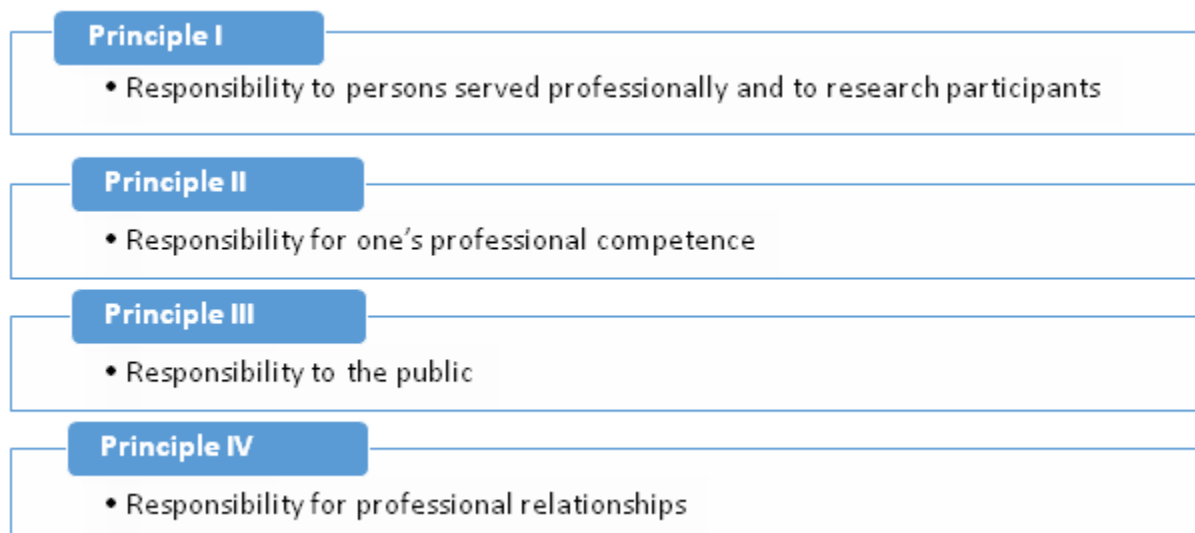 Principle I
• Responsibility to persons served professionally and to research participants
Principle II
• Responsibility for one’s professional competence
Principle III
• Responsibility to the public
Principle IV
• Responsibility for professional relationships